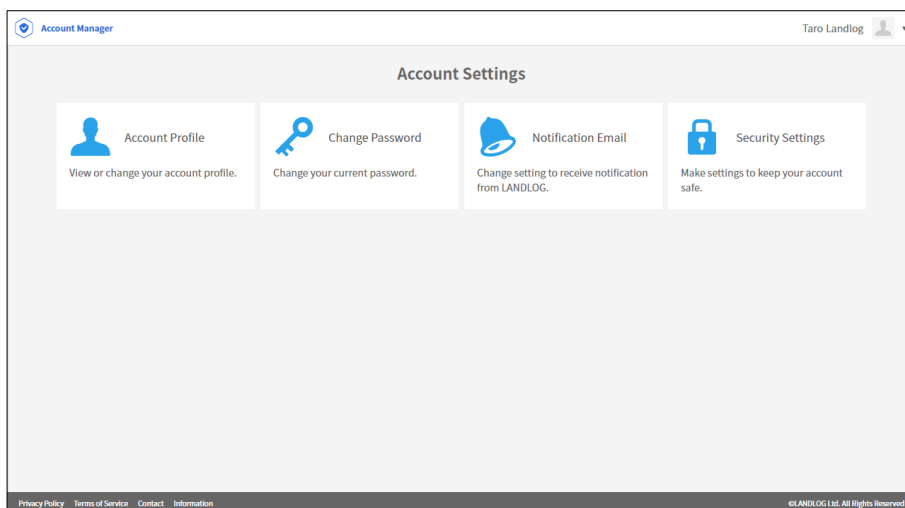 Account Manager
Taro Landlog
Account Settings
Account Profile
View or change your account profile.
Change Password
Change your current password.
Notification Email
Change setting to receive notification
from LANDLOG.
Security Settings
Make settings to keep your account
safe.
Privacy Policy Terms of Service Contact Information
©LANDLOG Ltd. All Rights Reserved